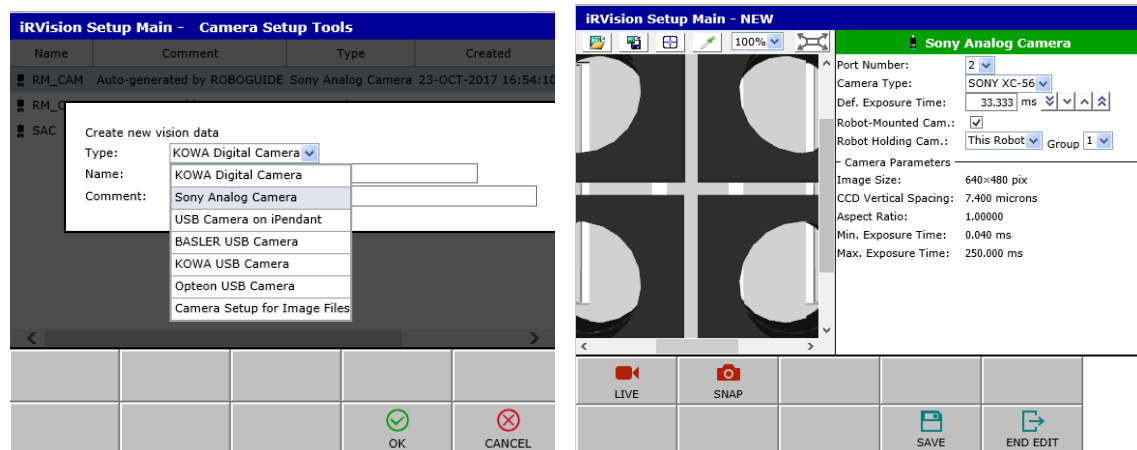 iRVision Setup Main - Camera Setup Tools
Name Comment Type Created
RM_CAM Auto-generated by ROBOGUIDE Sony Analog Camera 23-OCT-2017 16:54:10
SAC
Create new vision data
Type: KOWA Digital Camera
Name:
Comment:
KOWA Digital Camera
Sony Analog Camera
USB Camera on iPendant
BASLER USB Camera
KOWA USB Camera
Opteon USB Camera
Camera Setup for Image Files
OK CANCEL
iRVision Setup Main - NEW
100%
Sony Analog Camera
Port Number: 2
Camera Type: SONY XC-56
Def. Exposure Time: 33.333 ms
Robot-Mounted Cam.:
Robot Holding Cam.: This Robot Group 1
Camera Parameters
Image Size: 640×480 pix
CCD Vertical Spacing: 7.400 microns
Aspect Ratio: 1.00000
Min. Exposure Time: 0.040 ms
Max. Exposure Time: 250.000 ms
LIVE SNAP
SAVE END EDIT